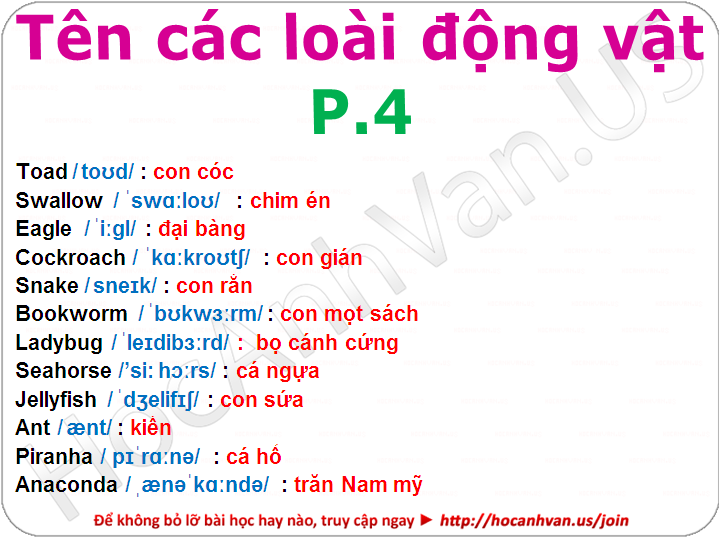 Tên các loài động vật
P.4
Toad /toʊd/ : con cóc
Swallow / ˈswɑːloʊ/ : chim én
Eagle / ˈiːgl/ : đại bàng
Cockroach / ˈkɑːkroʊtʃ/ : con gián
Snake /sneɪk/ : con rắn
Bookworm / ˈbʊkwɜːrm/ : con mọt sách
Ladybug / ˈleɪdibɜːrd/ : bọ cánh cứng
Seahorse /’siː hɔːrs/ : cá ngựa
Jellyfish / ˈdʒelifɪʃ/ : con sứa
Ant /ænt/ : kiến
Piranha / pɪˈrɑːnə/ : cá hổ
Anaconda / ˌænəˈkɑːndə/ : trăn Nam mỹ
Để không bỏ lỡ bài học hay nào, truy cập ngay ► http://hocanhvan.us/join
HocAnhVan.US